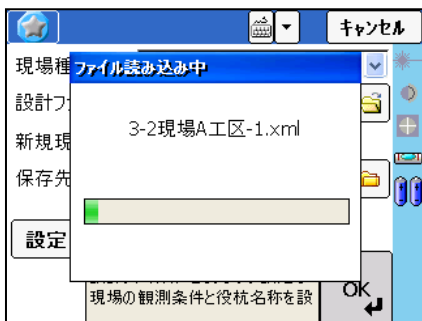 キャンセル
現場種
ファイル読み込み中
設計フ
3-2現場A工区-1.xml
新規現
保存先
設定
現場の観測条件と役杭名称を設
OK